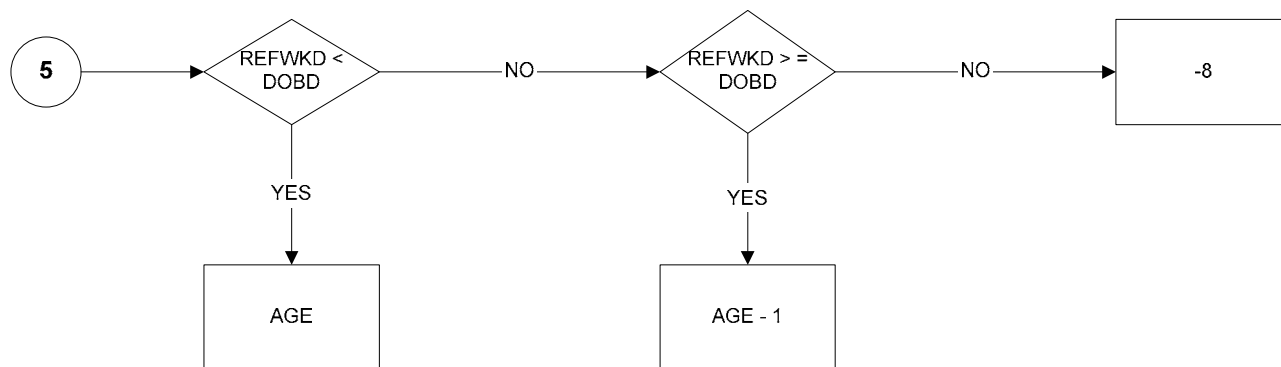 5
REFWKD <
DOBD
NO
REFWKD > =
DOBD
NO
-8
YES
YES
AGE
AGE - 1